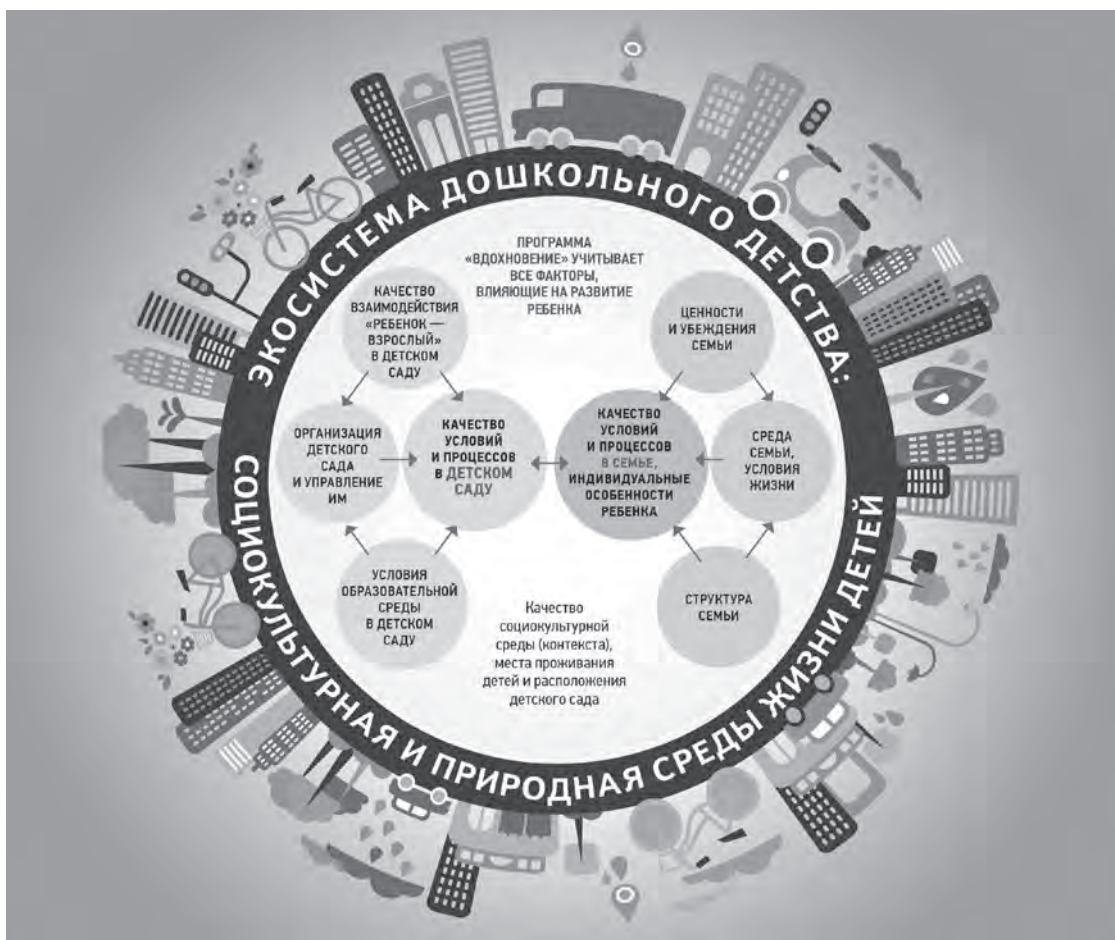 ЭКОСИСТЕМА ДОШКОЛЬНОГО ДЕТСТВА:
СОЦИОКУЛЬТУРНАЯ И ПРИРОДНАЯ СРЕДЫ ЖИЗНИ ДЕТЕЙ
ПРОГРАММА
«ВДОХНОВЕНИЕ» УЧИТЫВАЕТ
ВСЕ ФАКТОРЫ,
ВЛИЯЮЩИЕ НА РАЗВИТИЕ
РЕБЕНКА
КАЧЕСТВО
ВЗАИМОДЕЙСТВИЯ
«РЕБЕНОК —
ВЗРОСЛЫЙ»
В ДЕТСКОМ
САДУ
ЦЕННОСТИ
И УБЕЖДЕНИЯ
СЕМЬИ
ОРГАНИЗАЦИЯ
ДЕТСКОГО
САДА
И УПРАВЛЕНИЕ
ИМ
КАЧЕСТВО
УСЛОВИЙ
И ПРОЦЕССОВ
В ДЕТСКОМ
САДУ
КАЧЕСТВО
УСЛОВИЙ
И ПРОЦЕССОВ
В СЕМЬЕ,
ИНДИВИДУАЛЬНЫЕ
ОСОБЕННОСТИ
РЕБЕНКА
СРЕДА
СЕМЬИ,
УСЛОВИЯ
ЖИЗНИ
УСЛОВИЯ
ОБРАЗОВАТЕЛЬНОЙ
СРЕДЫ
В ДЕТСКОМ
САДУ
СТРУКТУРА
СЕМЬИ
Качество
социокультурной
среды (контекста),
места проживания
детей и расположения
детского сада